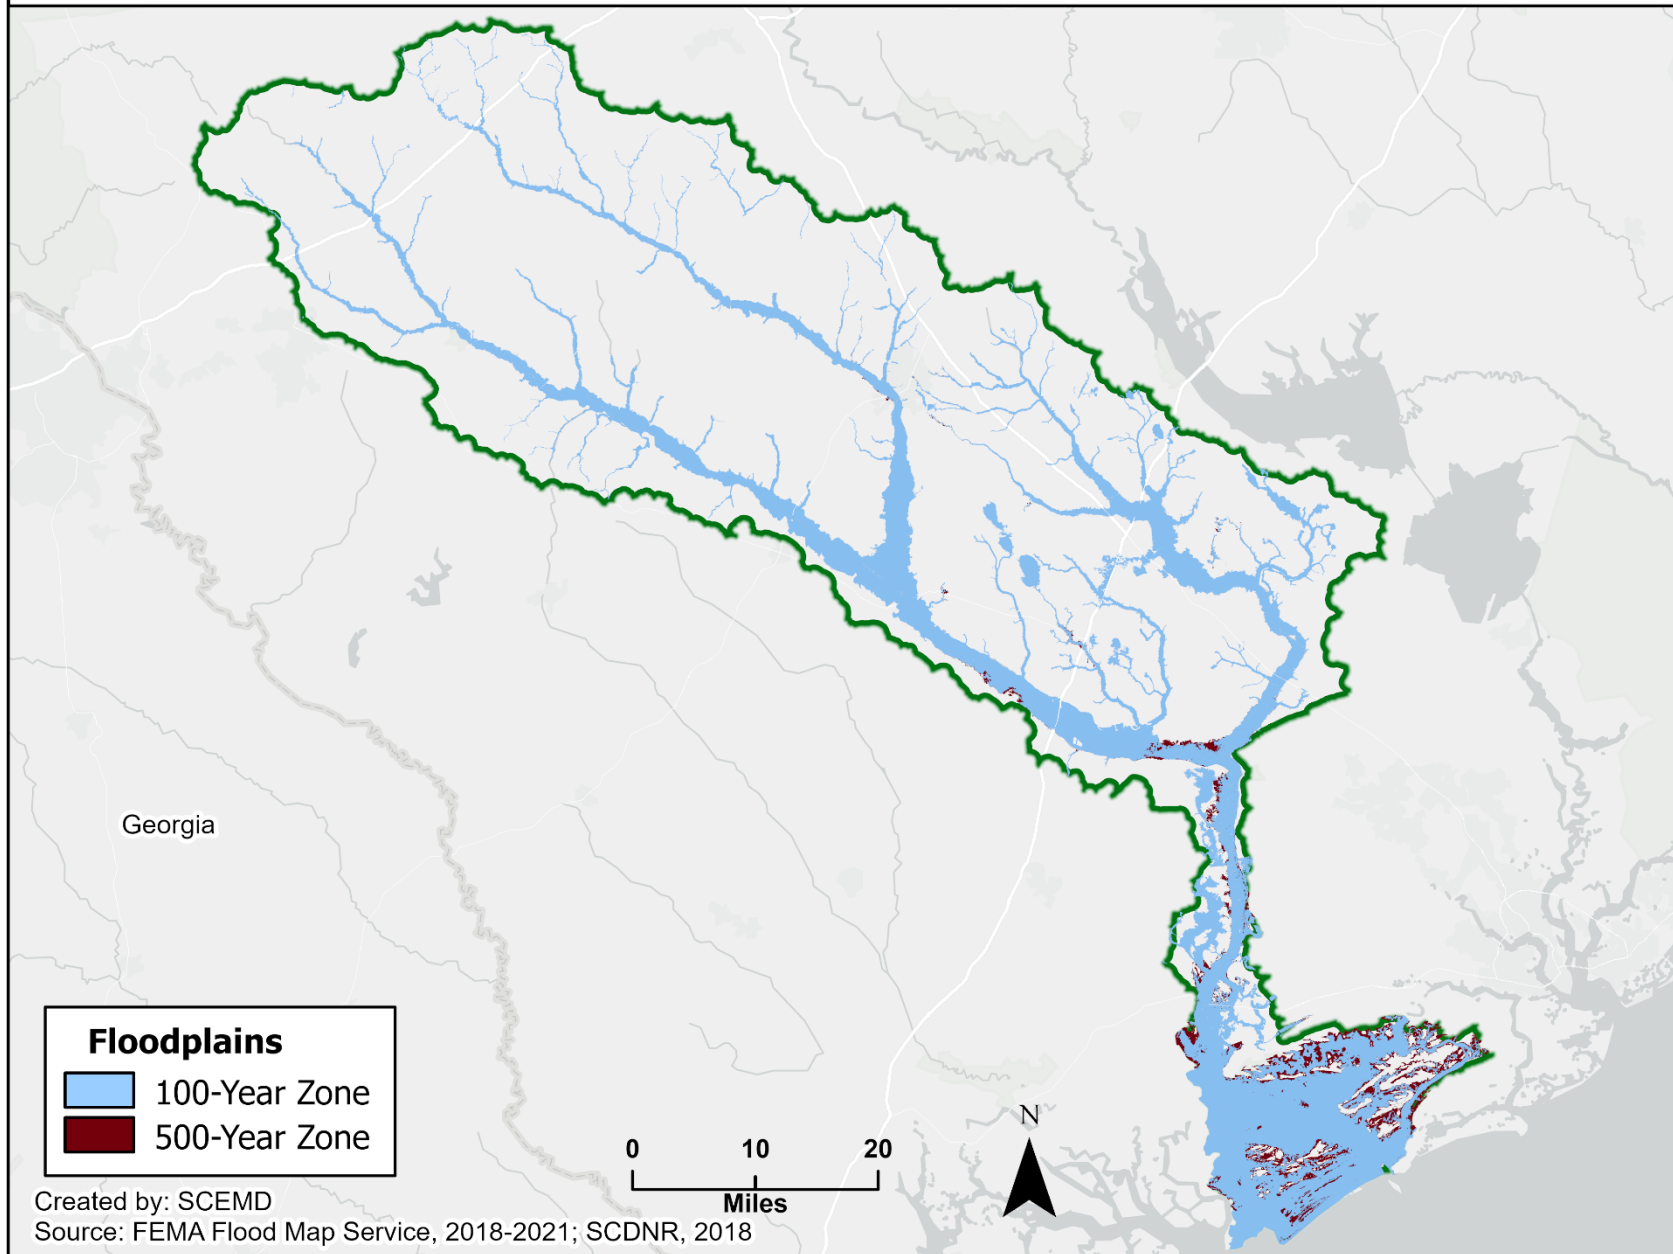 Georgia
Floodplains
100-Year Zone
500-Year Zone
0 10 20
Miles
N
Created by: SCEMD
Source: FEMA Flood Map Service, 2018-2021; SCDNR, 2018